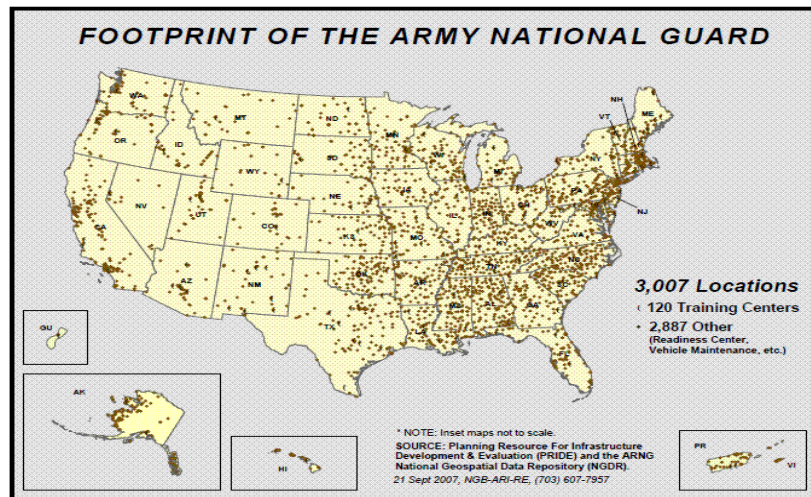 FOOTPRINT OF THE ARMY NATIONAL GUARD
NH
VT
ME
WA
MT
ND
MN
OR
ID
SD
WI
MI
NY
WY
IA
PA
NE
NV
UT
CO
IL
IN
OH
NJ
WV
VA
CA
KS
MO
KY
AZ
NM
OK
AR
TN
NC
SC
MS
AL
GA
TX
LA
FL
3,007 Locations
120 Training Centers
2,887 Other
(Readiness Center,
Vehicle Maintenance, etc.)
GU
AK
HI
PR
VI
* NOTE: Inset maps not to scale.
SOURCE: Planning Resource For Infrastructure
Development & Evaluation (PRIDE) and the ARNG
National Geospatial Data Repository (NGDR).
21 Sept 2007, NGB-ARI-RE, (703) 607-7957